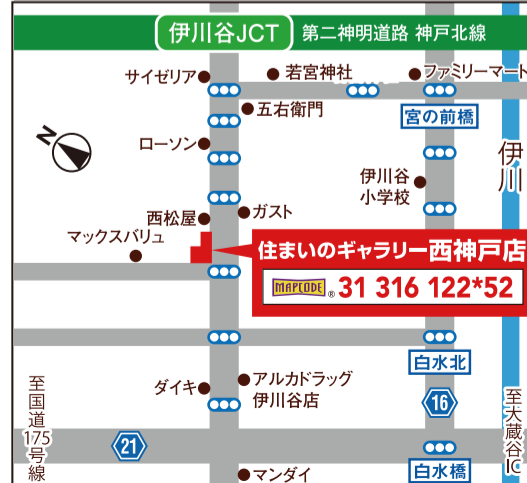 伊川谷JCT 第二神明道路 神戸北線
サイゼリア
若宮神社
ファミリーマート
五右衛門
宮の前橋
N
ローソン
伊川
伊川谷
小学校
西松屋
ガスト
マックスバリュ
住まいのギャラリー西神戸店
MAPCODE ® 31 316 122*52
白水北
ダイキ
アルカドラッグ
伊川谷店
16
至国道175号線
至大蔵谷IC
21
白水橋
マンダイ